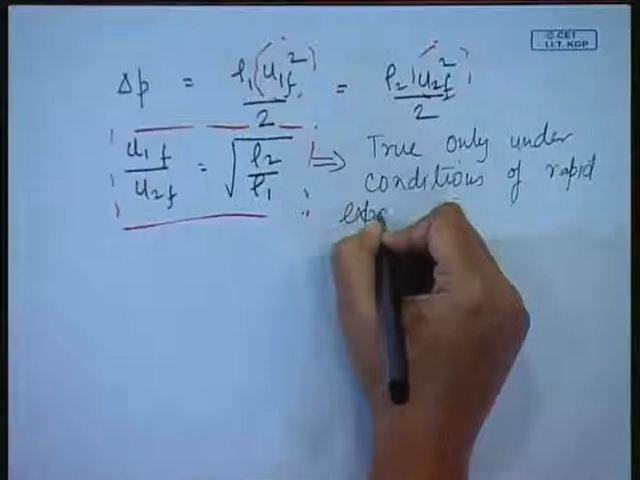 © CET
I.I.T. KGP
Δp = ρ₁(u₁f²)/2 = ρ₂(u₂f²)/2
u₁f/u₂f = √(ρ₂/ρ₁) ⇒ True only under
conditions of rapid
expa